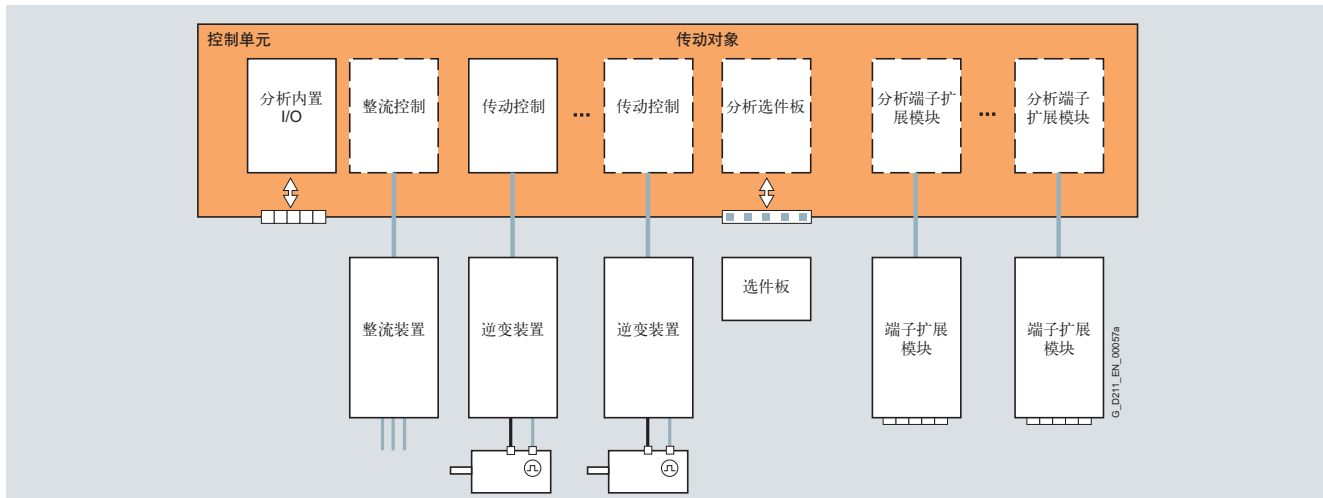 控制单元
传动对象
分析内置
I/O
整流控制
传动控制
...
传动控制
分析选件板
分析端子扩
展模块
...
分析端子
扩展模块
整流装置
逆变装置
逆变装置
选件板
端子扩展
模块
端子扩展
模块
G_D211_EN_00057a